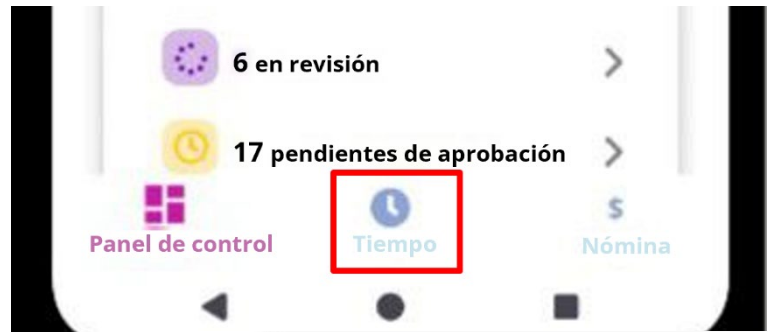 6 en revisión
17 pendientes de aprobación
Panel de control
Tiempo
$
Nómina